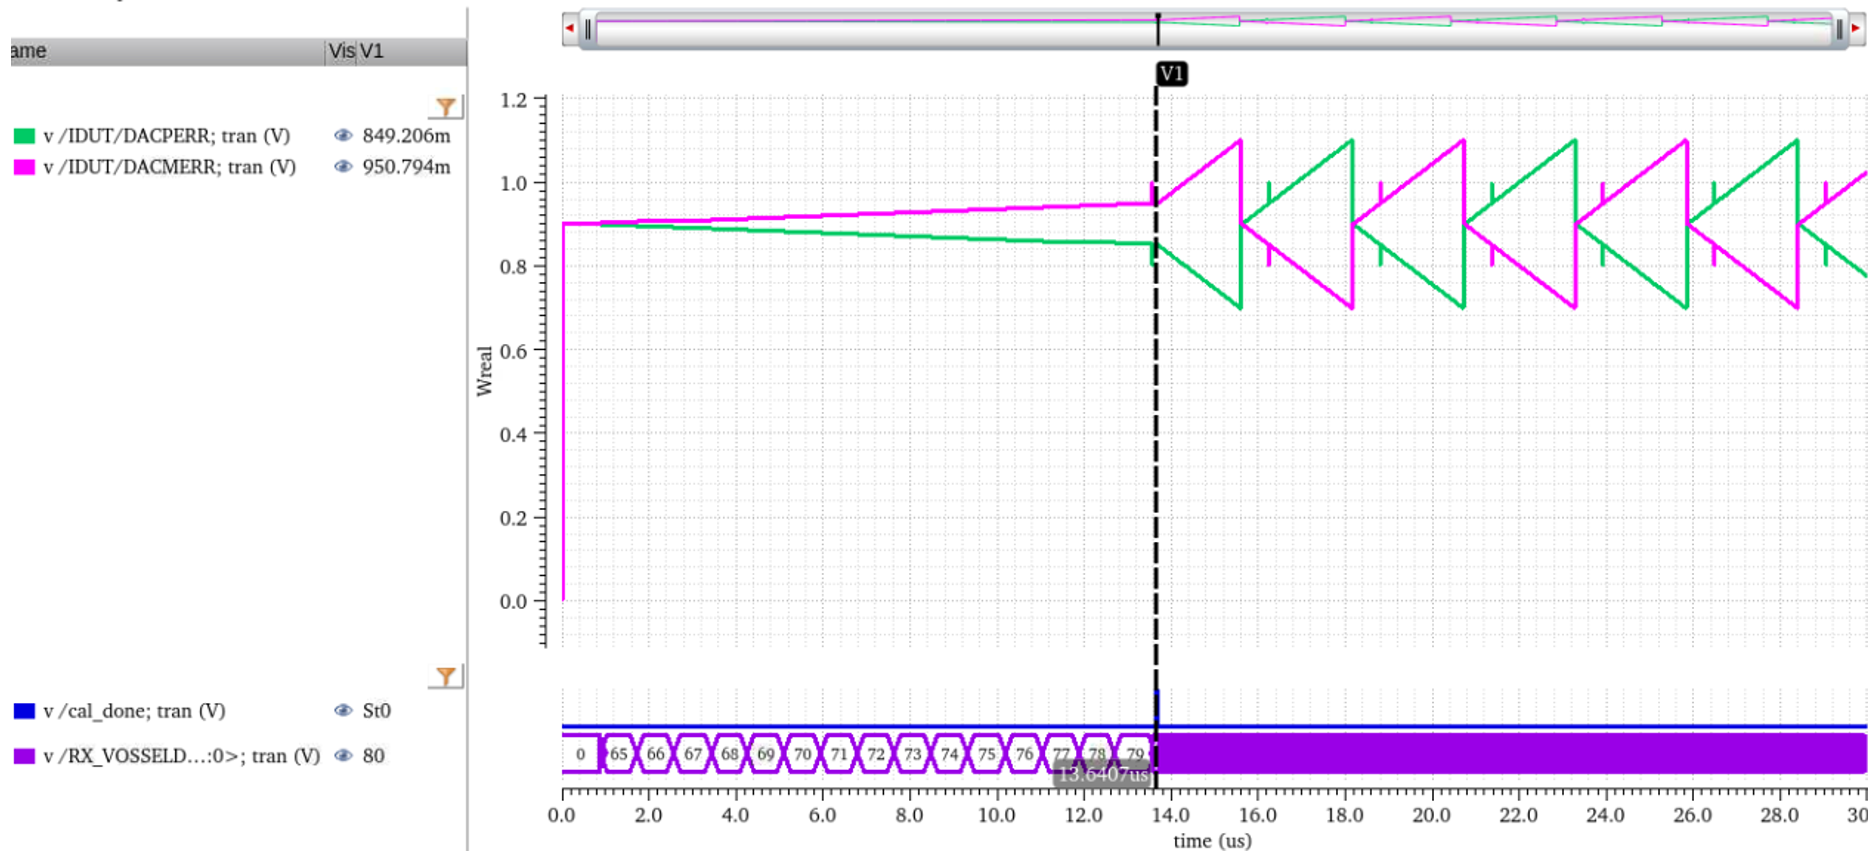 ame Vis V1
V1
v /IDUT/DACPERR; tran (V) 849.206m
v /IDUT/DACMERR; tran (V) 950.794m
1.2
1.0
0.8
0.6
0.4
0.2
0.0
Wreal
v /cal_done; tran (V) St0
v /RX_VOSSELD...:0>; tran (V) 80
0 65 66 67 68 69 70 71 72 73 74 75 76 77 78 79
13.6407us
0.0 2.0 4.0 6.0 8.0 10.0 12.0 14.0 16.0 18.0 20.0 22.0 24.0 26.0 28.0 30
time (us)